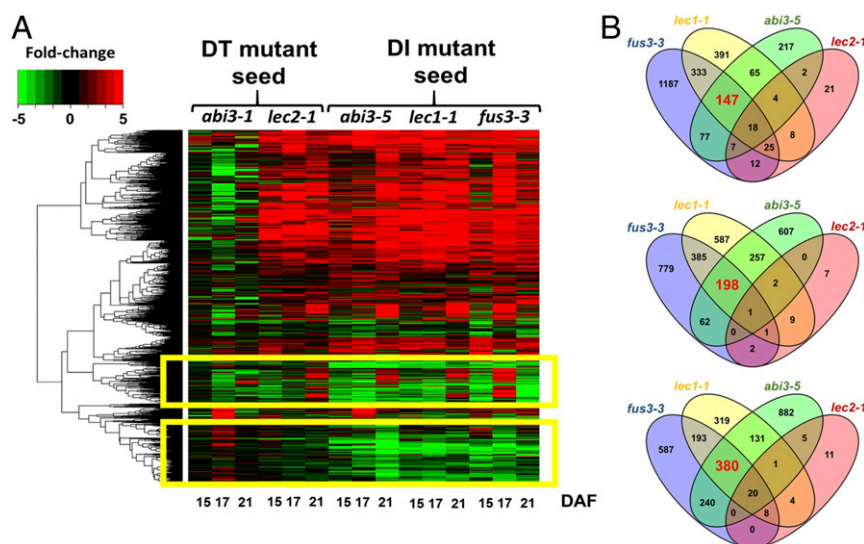 A
Fold-change
-5 0 5
DT mutant seed
DI mutant seed
abi3-1 lec2-1 abi3-5 lec1-1 fus3-3
15 17 21 15 17 21 15 17 21 15 17 21 15 17 21 DAF
B
fus3-3 lec1-1 abi3-5 lec2-1
391 217
1187 333 65 2 21
147 4
18
77 7 25 8
12
fus3-3 lec1-1 abi3-5 lec2-1
587 607
779 385 257 0 7
198 2
1
62 0 1 9
2
fus3-3 lec1-1 abi3-5 lec2-1
319 882
587 193 131 5 11
380 1
20
240 0 8 4
0